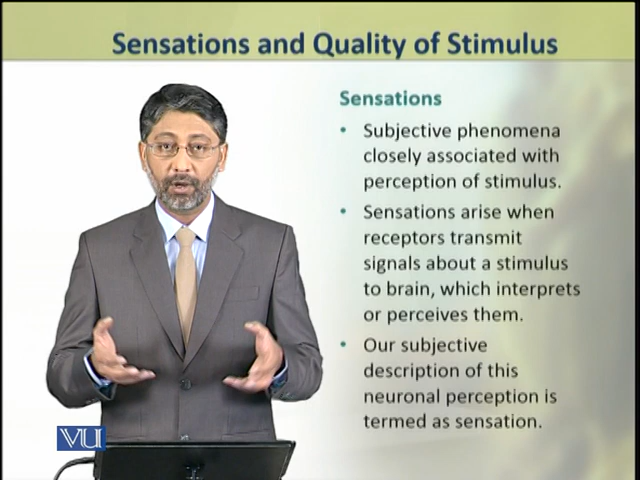 Sensations and Quality of Stimulus
Sensations
• Subjective phenomena
closely associated with
perception of stimulus.
• Sensations arise when
receptors transmit
signals about a stimulus
to brain, which interprets
or perceives them.
• Our subjective
description of this
neuronal perception is
termed as sensation.
VU